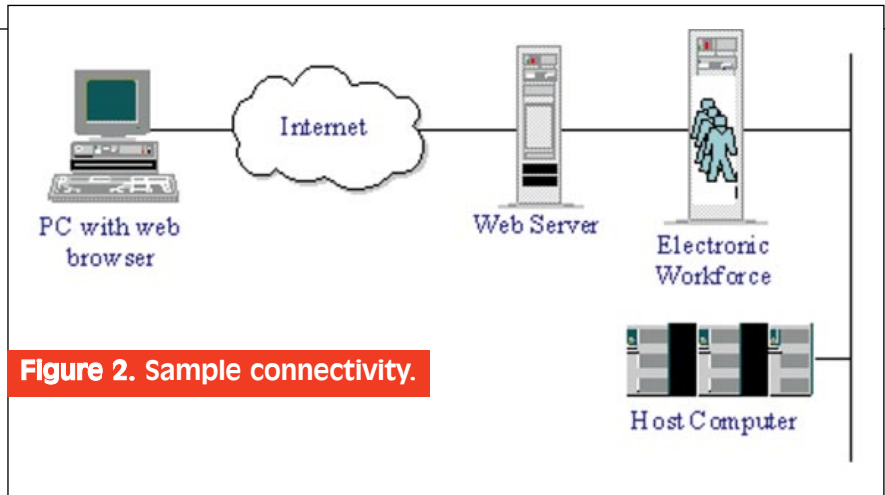 Internet
PC with web
browser
Web Server
Electronic
Workforce
Figure 2. Sample connectivity.
Host Computer